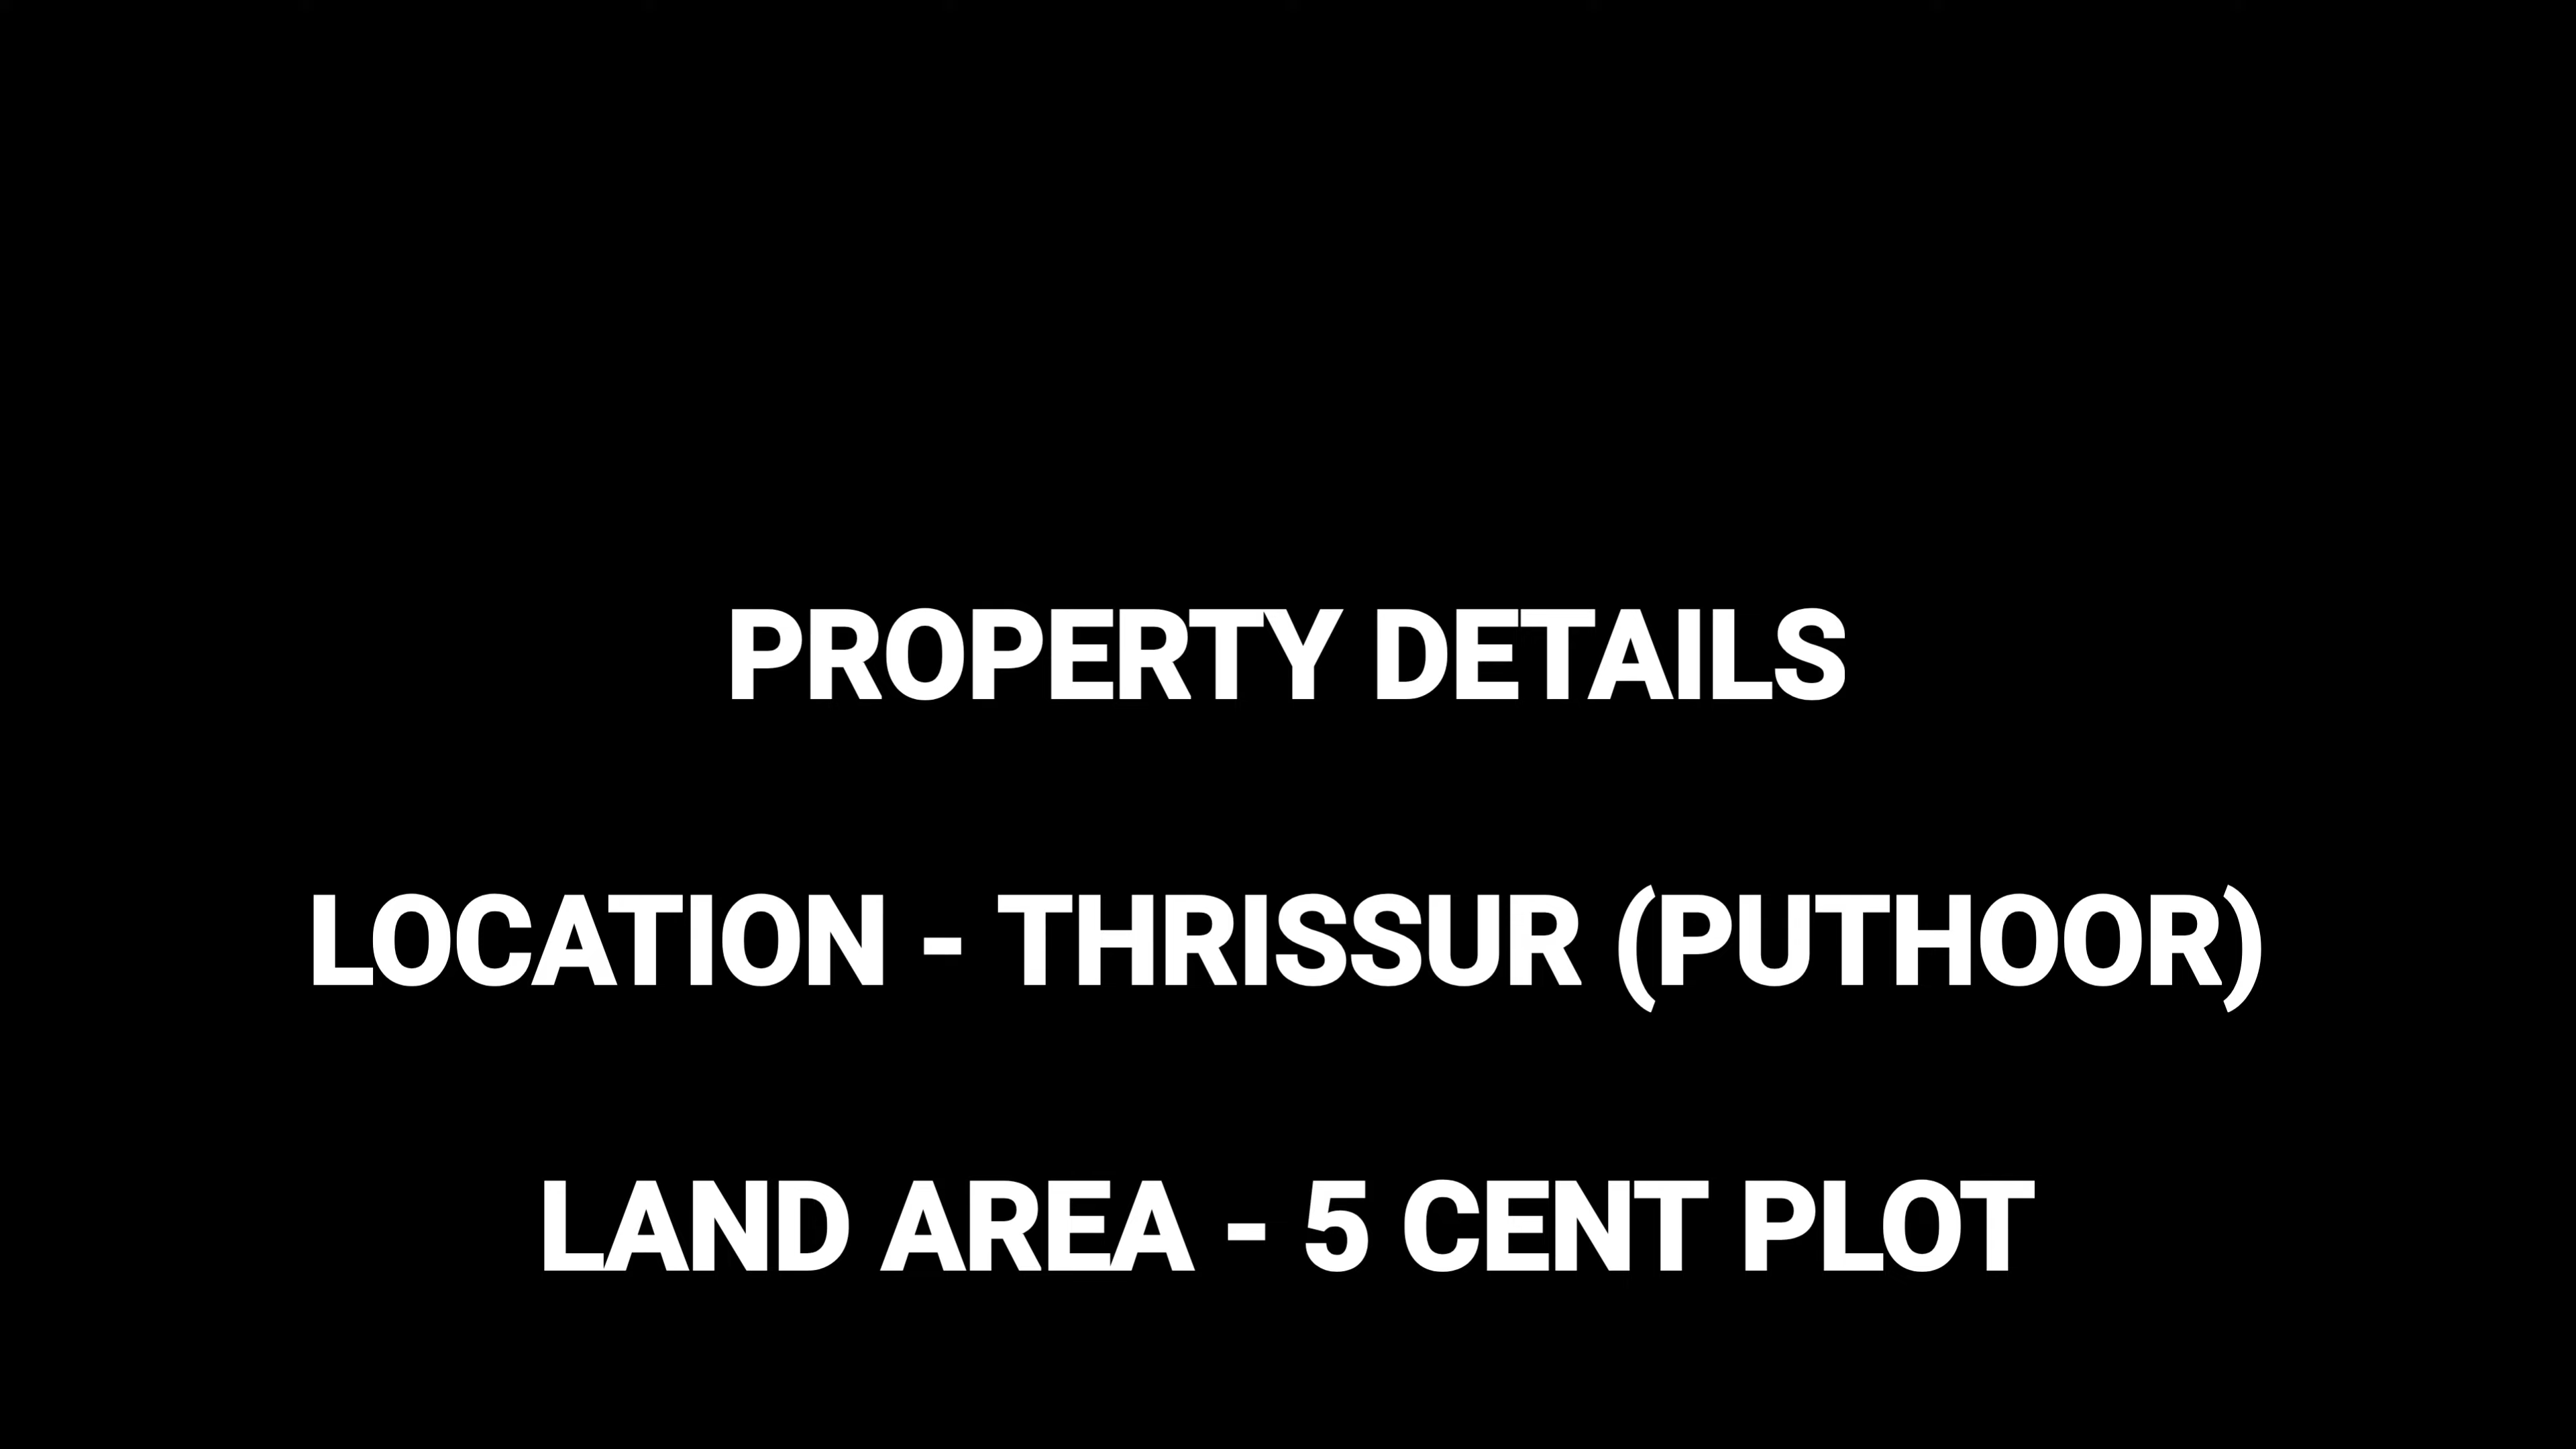 PROPERTY DETAILS
LOCATION - THRISSUR (PUTHOOR)
LAND AREA - 5 CENT PLOT